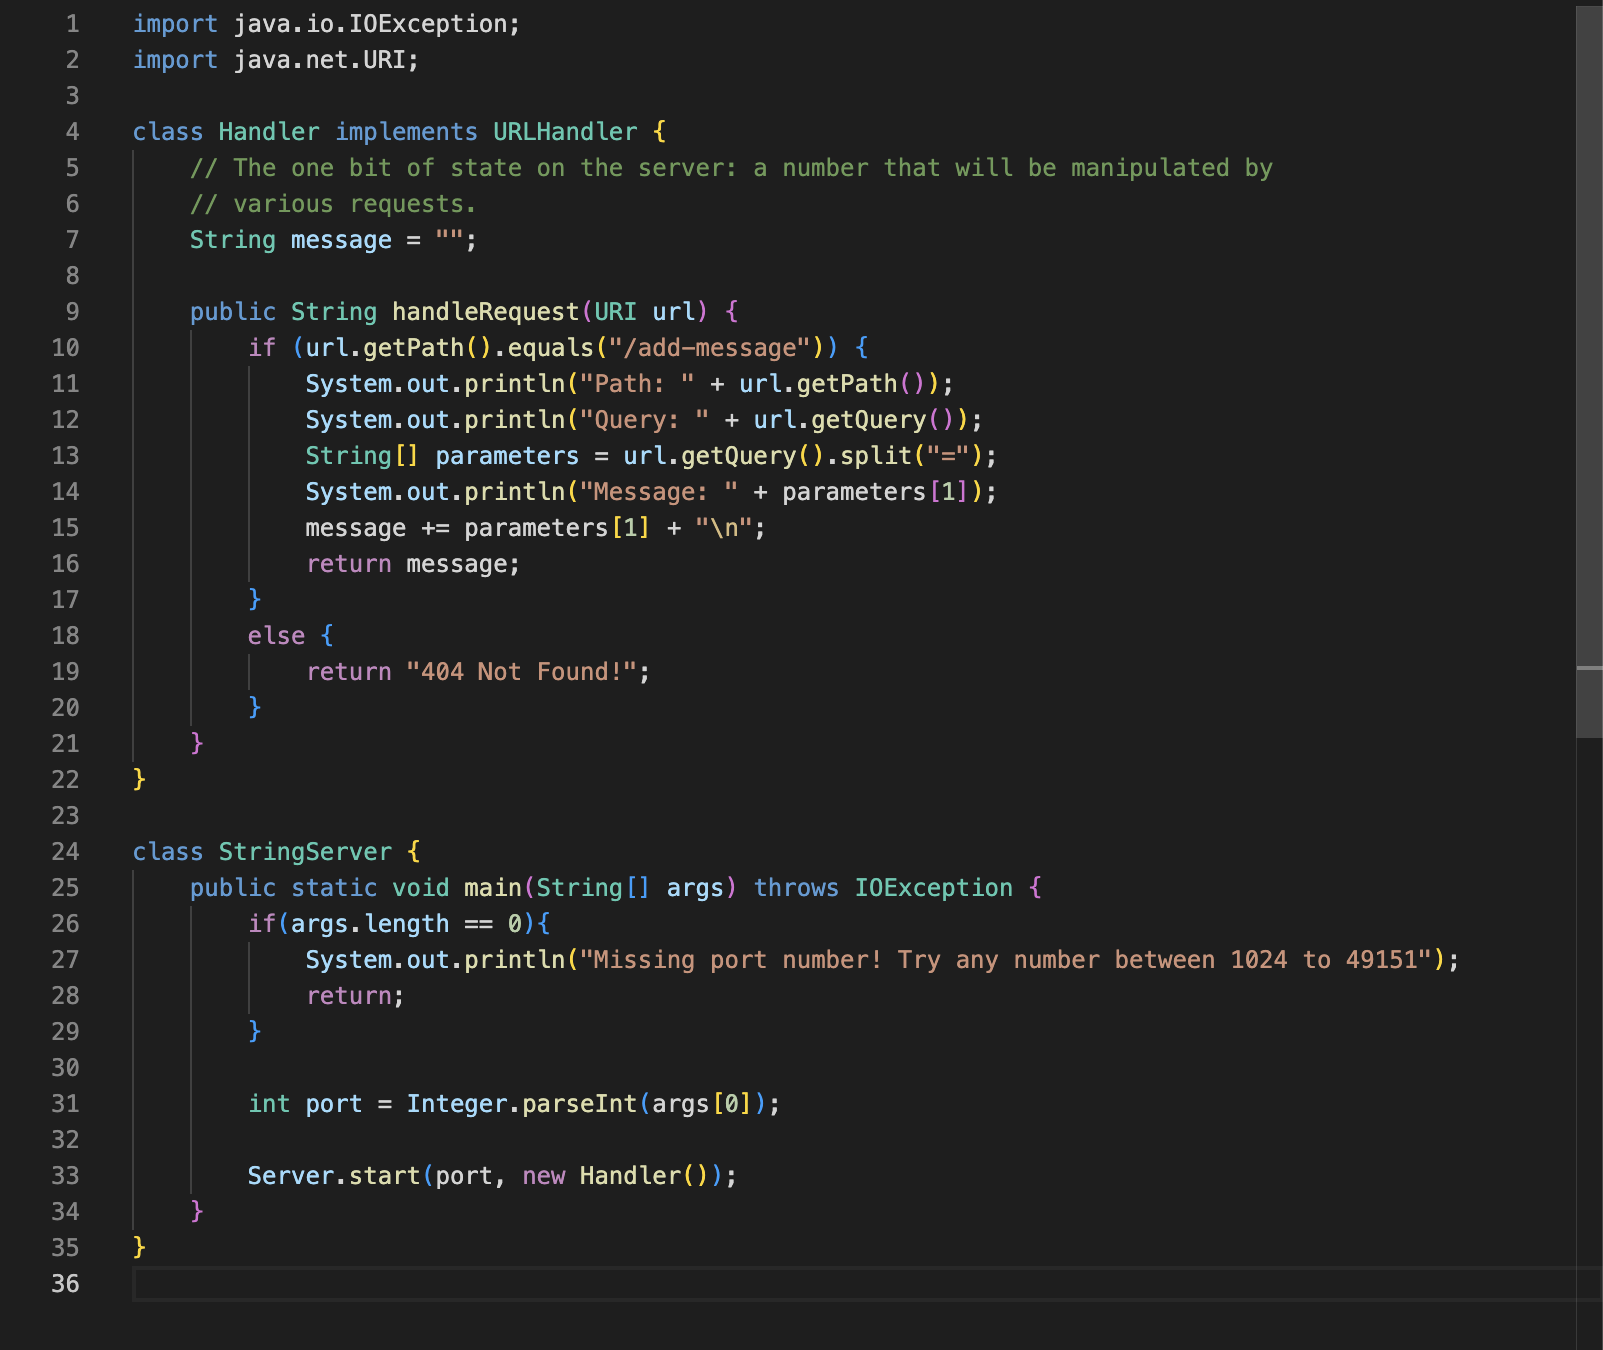 1 import java.io.IOException;
2 import java.net.URI;
3
4 class Handler implements URLHandler {
5     // The one bit of state on the server: a number that will be manipulated by
6     // various requests.
7     String message = "";
8
9     public String handleRequest(URI url) {
10         if (url.getPath().equals("/add-message")) {
11             System.out.println("Path: " + url.getPath());
12             System.out.println("Query: " + url.getQuery());
13             String[] parameters = url.getQuery().split("=");
14             System.out.println("Message: " + parameters[1]);
15             message += parameters[1] + "\n";
16             return message;
17         }
18         else {
19             return "404 Not Found!";
20         }
21     }
22 }
23
24 class StringServer {
25     public static void main(String[] args) throws IOException {
26         if(args.length == 0){
27             System.out.println("Missing port number! Try any number between 1024 to 49151");
28             return;
29         }
30
31         int port = Integer.parseInt(args[0]);
32
33         Server.start(port, new Handler());
34     }
35 }
36